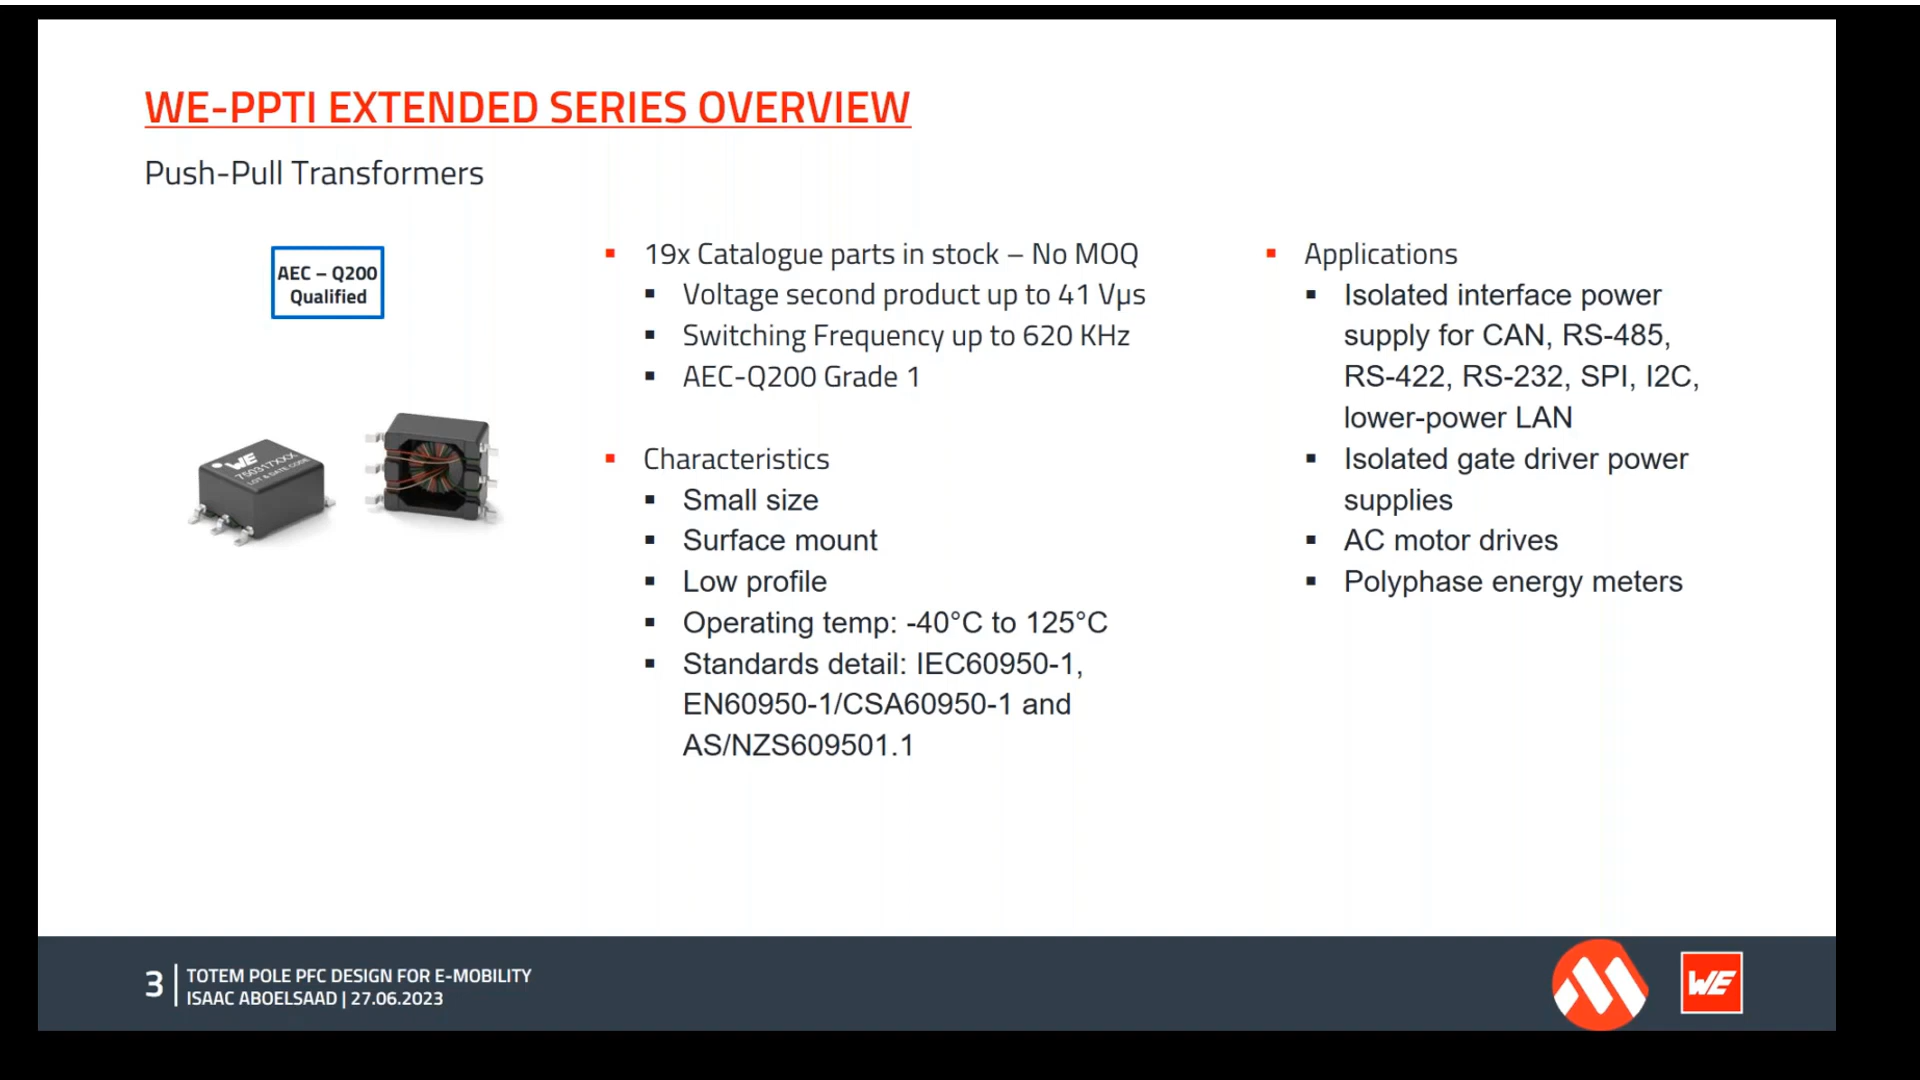 WE-PPTI EXTENDED SERIES OVERVIEW
Push-Pull Transformers
AEC – Q200
Qualified
WE
750317XXX
LOT & DATE CODE
19x Catalogue parts in stock – No MOQ
Voltage second product up to 41 Vµs
Switching Frequency up to 620 KHz
AEC-Q200 Grade 1
Characteristics
Small size
Surface mount
Low profile
Operating temp: -40°C to 125°C
Standards detail: IEC60950-1,
EN60950-1/CSA60950-1 and
AS/NZS609501.1
Applications
Isolated interface power
supply for CAN, RS-485,
RS-422, RS-232, SPI, I2C,
lower-power LAN
Isolated gate driver power
supplies
AC motor drives
Polyphase energy meters
3
TOTEM POLE PFC DESIGN FOR E-MOBILITY
ISAAC ABOELSAAD | 27.06.2023
WE